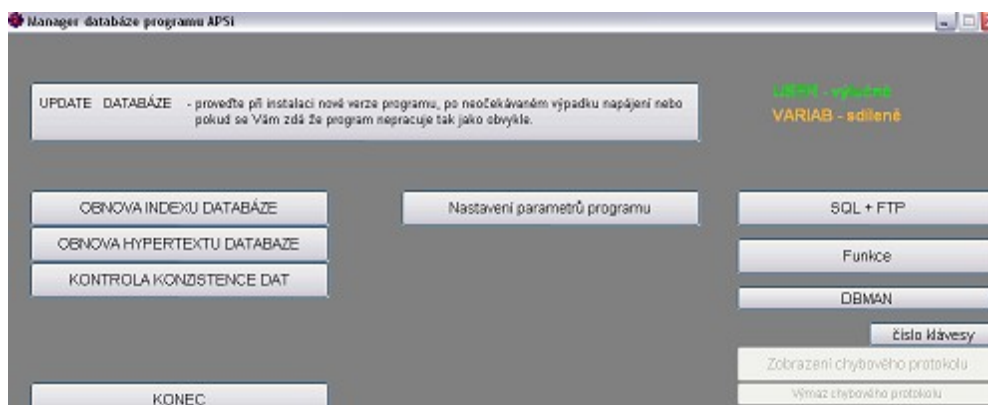 Manager databáze programu APSi
UPDATE DATABÁZE - proveďte při instalaci nové verze programu, po neočekávaném výpadku napájení nebo
pokud se Vám zdá že program nepracuje tak jako obvykle.
USER - výlučně
VARIAB - sdíleně
OBNOVA INDEXU DATABÁZE
Nastavení parametrů programu
SQL + FTP
OBNOVA HYPERTEXTU DATABAZE
Funkce
KONTROLA KONZISTENCE DAT
DBMAN
číslo klávesy
Zobrazení chybového protokolu
KONEC
Výmaz chybového protokolu